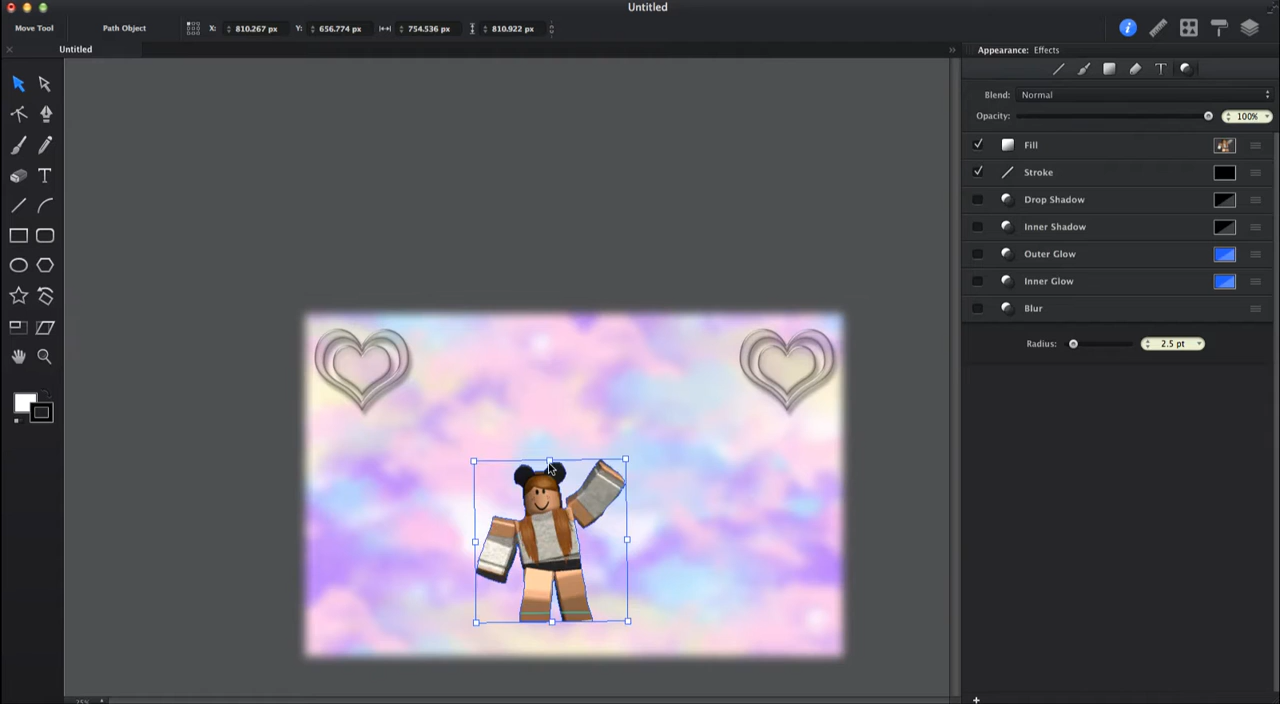 Untitled
Move Tool
Path Object
X: 810.267 px
Y: 656.774 px
754.536 px
810.922 px
Untitled
Appearance: Effects
Blend: Normal
Opacity: 100%
Fill
Stroke
Drop Shadow
Inner Shadow
Outer Glow
Inner Glow
Blur
Radius: 2.5 pt
T
T